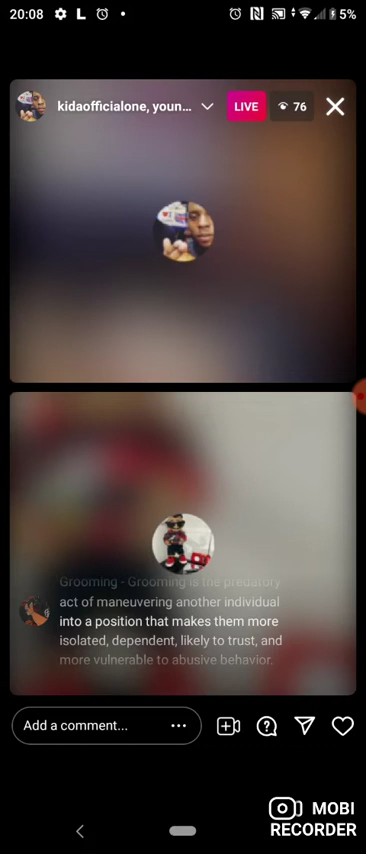 20:08 L 5%
kidaofficialone, youn... LIVE 76
Grooming - Grooming is the predatory
act of maneuvering another individual
into a position that makes them more
isolated, dependent, likely to trust, and
more vulnerable to abusive behavior.
Add a comment...
MOBI
RECORDER